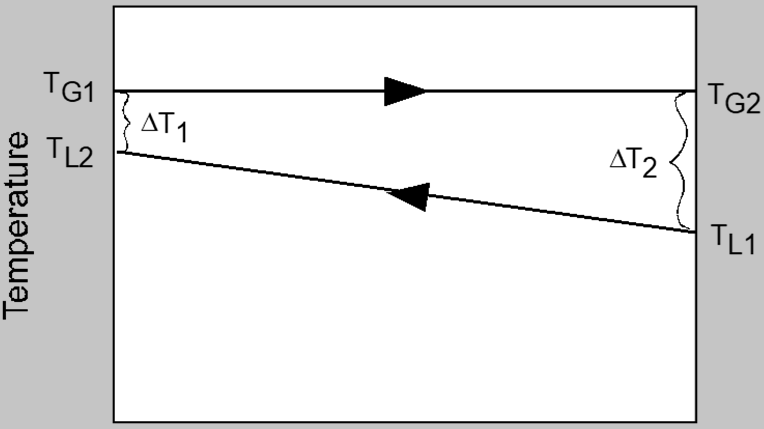 TG1
TG2
ΔT1
TL2
ΔT2
TL1
Temperature